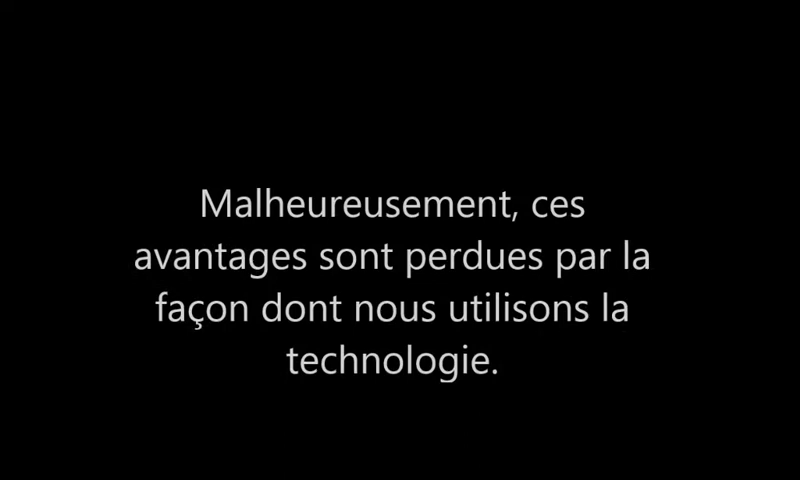 Malheureusement, ces
avantages sont perdues par la
façon dont nous utilisons la
technologie.